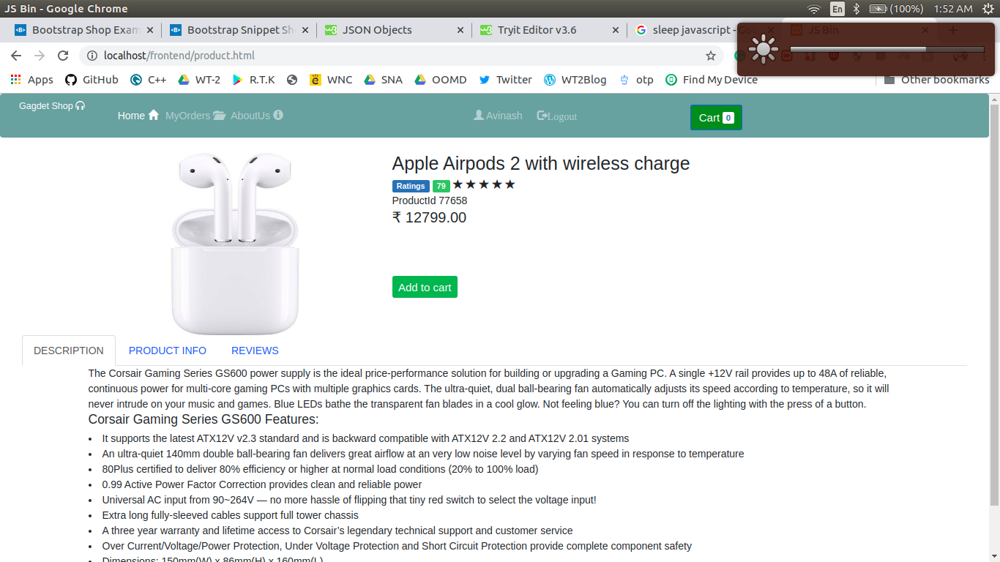 JS Bin - Google Chrome
En (100%) 1:52 AM
Bootstrap Shop Exam Bootstrap Snippet Sh JSON Objects Tryit Editor v3.6 sleep javascript - Go JS Bin
localhost/frontend/product.html
Apps GitHub C++ WT-2 R.T.K WNC SNA OOMD Twitter WT2Blog otp Find My Device Other bookmarks
Gagdet Shop
Home MyOrders AboutUs Avinash Logout Cart 0
Apple Airpods 2 with wireless charge
Ratings 79 ★★★★★
ProductId 77658
₹ 12799.00
Add to cart
DESCRIPTION PRODUCT INFO REVIEWS
The Corsair Gaming Series GS600 power supply is the ideal price-performance solution for building or upgrading a Gaming PC. A single +12V rail provides up to 48A of reliable,
continuous power for multi-core gaming PCs with multiple graphics cards. The ultra-quiet, dual ball-bearing fan automatically adjusts its speed according to temperature, so it will
never intrude on your music and games. Blue LEDs bathe the transparent fan blades in a cool glow. Not feeling blue? You can turn off the lighting with the press of a button.
Corsair Gaming Series GS600 Features:
• It supports the latest ATX12V v2.3 standard and is backward compatible with ATX12V 2.2 and ATX12V 2.01 systems
• An ultra-quiet 140mm double ball-bearing fan delivers great airflow at an very low noise level by varying fan speed in response to temperature
• 80Plus certified to deliver 80% efficiency or higher at normal load conditions (20% to 100% load)
• 0.99 Active Power Factor Correction provides clean and reliable power
• Universal AC input from 90~264V — no more hassle of flipping that tiny red switch to select the voltage input!
• Extra long fully-sleeved cables support full tower chassis
• A three year warranty and lifetime access to Corsair’s legendary technical support and customer service
• Over Current/Voltage/Power Protection, Under Voltage Protection and Short Circuit Protection provide complete component safety
• Dimensions: 150mm(W) x 86mm(H) x 160mm(L)